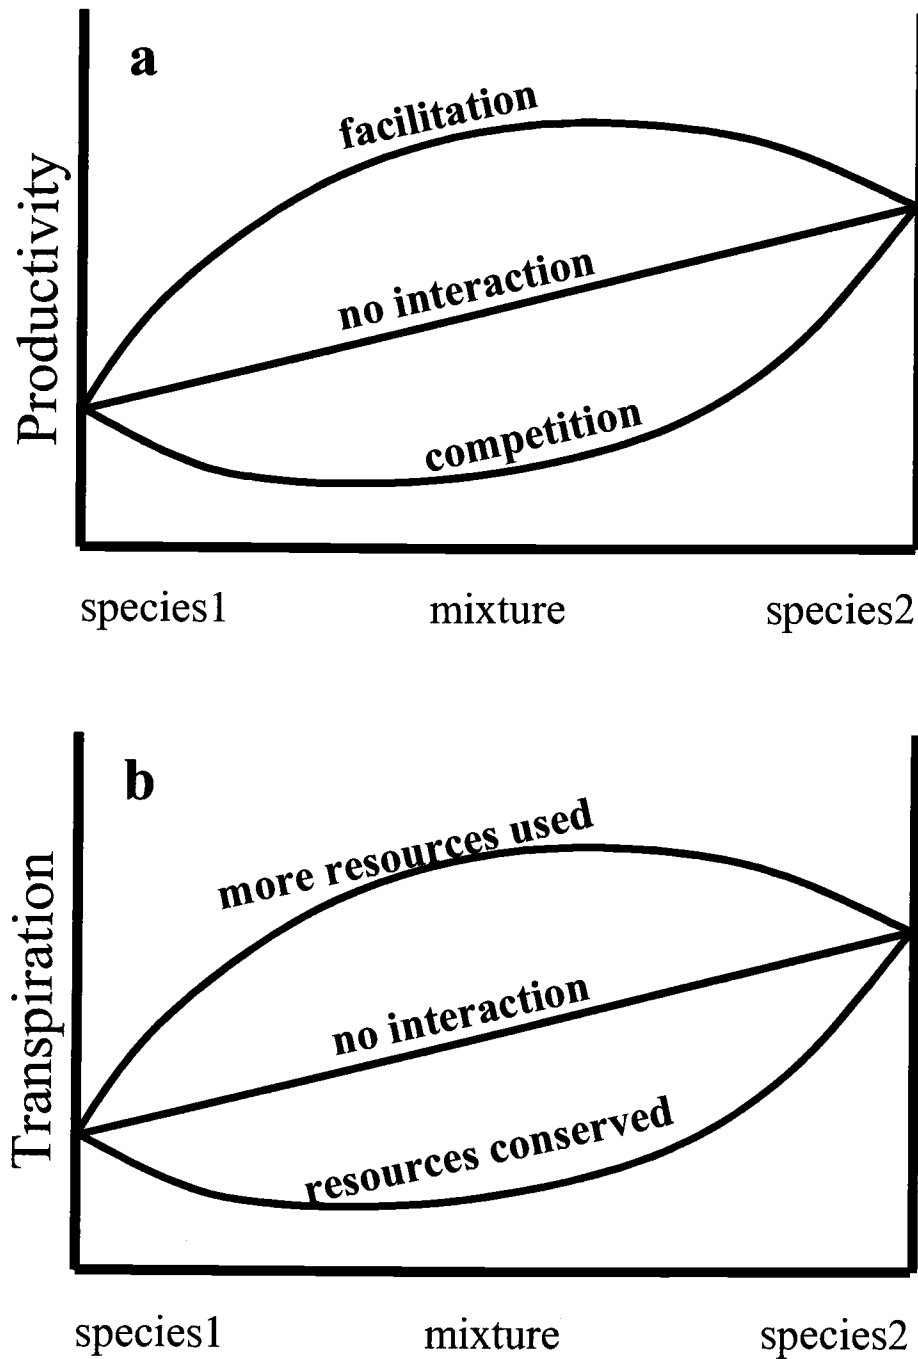 a
facilitation
no interaction
competition
Productivity
species1 mixture species2
b
more resources used
no interaction
resources conserved
Transpiration
species1 mixture species2